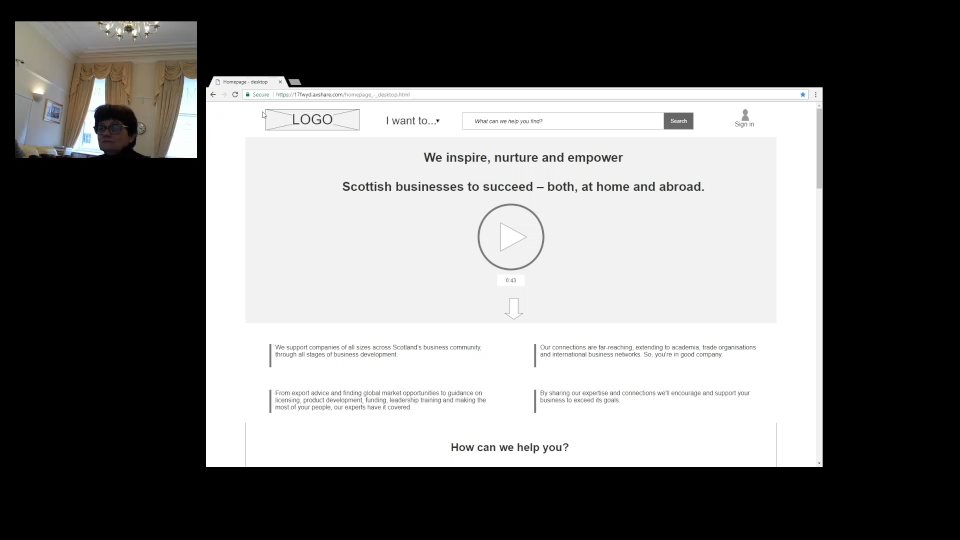 Homepage - desktop
Secure
https://17fwyd.axshare.com/homepage_-_desktop.html
LOGO
I want to...
What can we help you find?
Search
Sign in
We inspire, nurture and empower
Scottish businesses to succeed – both, at home and abroad.
6:43
We support companies of all sizes across Scotland's business community,
through all stages of business development.
Our connections are far-reaching, extending to academia, trade organisations
and international business networks. So, you're in good company
From export advice and finding global market opportunities to guidance on
licensing, product development, funding, leadership training and making the
most of your people, our experts have it covered
By sharing our expertise and connections we'll encourage and support your
business to exceed its goals.
How can we help you?